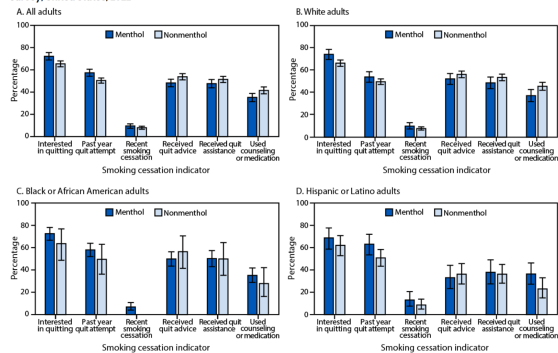 A. All adults
100
80
60
40
20
0
Percentage
Menthol
Nonmenthol
Interested
in quitting
Past year
quit attempt
Recent
smoking
cessation
Received
quit advice
Received quit
assistance
Used
counseling
or medication
Smoking cessation indicator
B. White adults
100
80
60
40
20
0
Percentage
Menthol
Nonmenthol
Interested
in quitting
Past year
quit attempt
Recent
smoking
cessation
Received
quit advice
Received quit
assistance
Used
counseling
or medication
Smoking cessation indicator
C. Black or African American adults
100
80
60
40
20
0
Percentage
Menthol
Nonmenthol
Interested
in quitting
Past year
quit attempt
Recent
smoking
cessation
Received
quit advice
Received quit
assistance
Used
counseling
or medication
Smoking cessation indicator
D. Hispanic or Latino adults
100
80
60
40
20
0
Percentage
Menthol
Nonmenthol
Interested
in quitting
Past year
quit attempt
Recent
smoking
cessation
Received
quit advice
Received quit
assistance
Used
counseling
or medication
Smoking cessation indicator